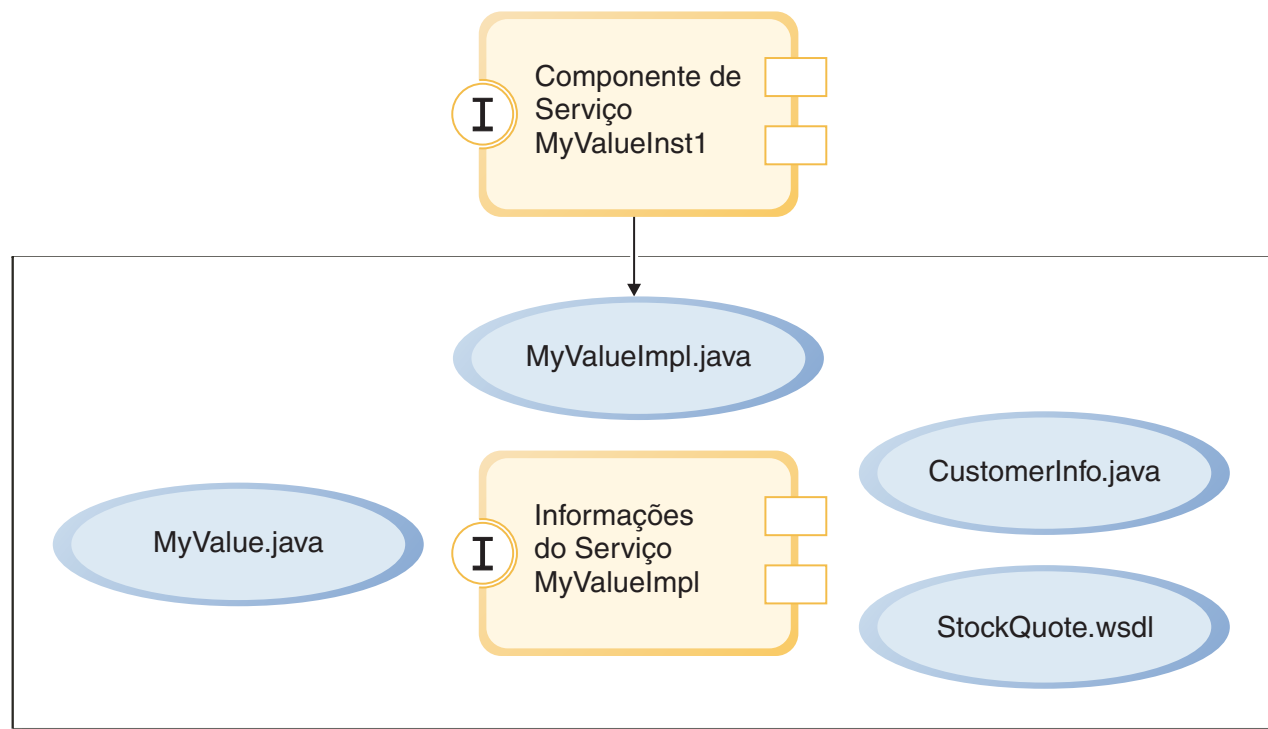 Componente de
Serviço
MyValueInst1
I
MyValueImpl.java
CustomerInfo.java
MyValue.java
Informações
do Serviço
MyValueImpl
I
StockQuote.wsdl